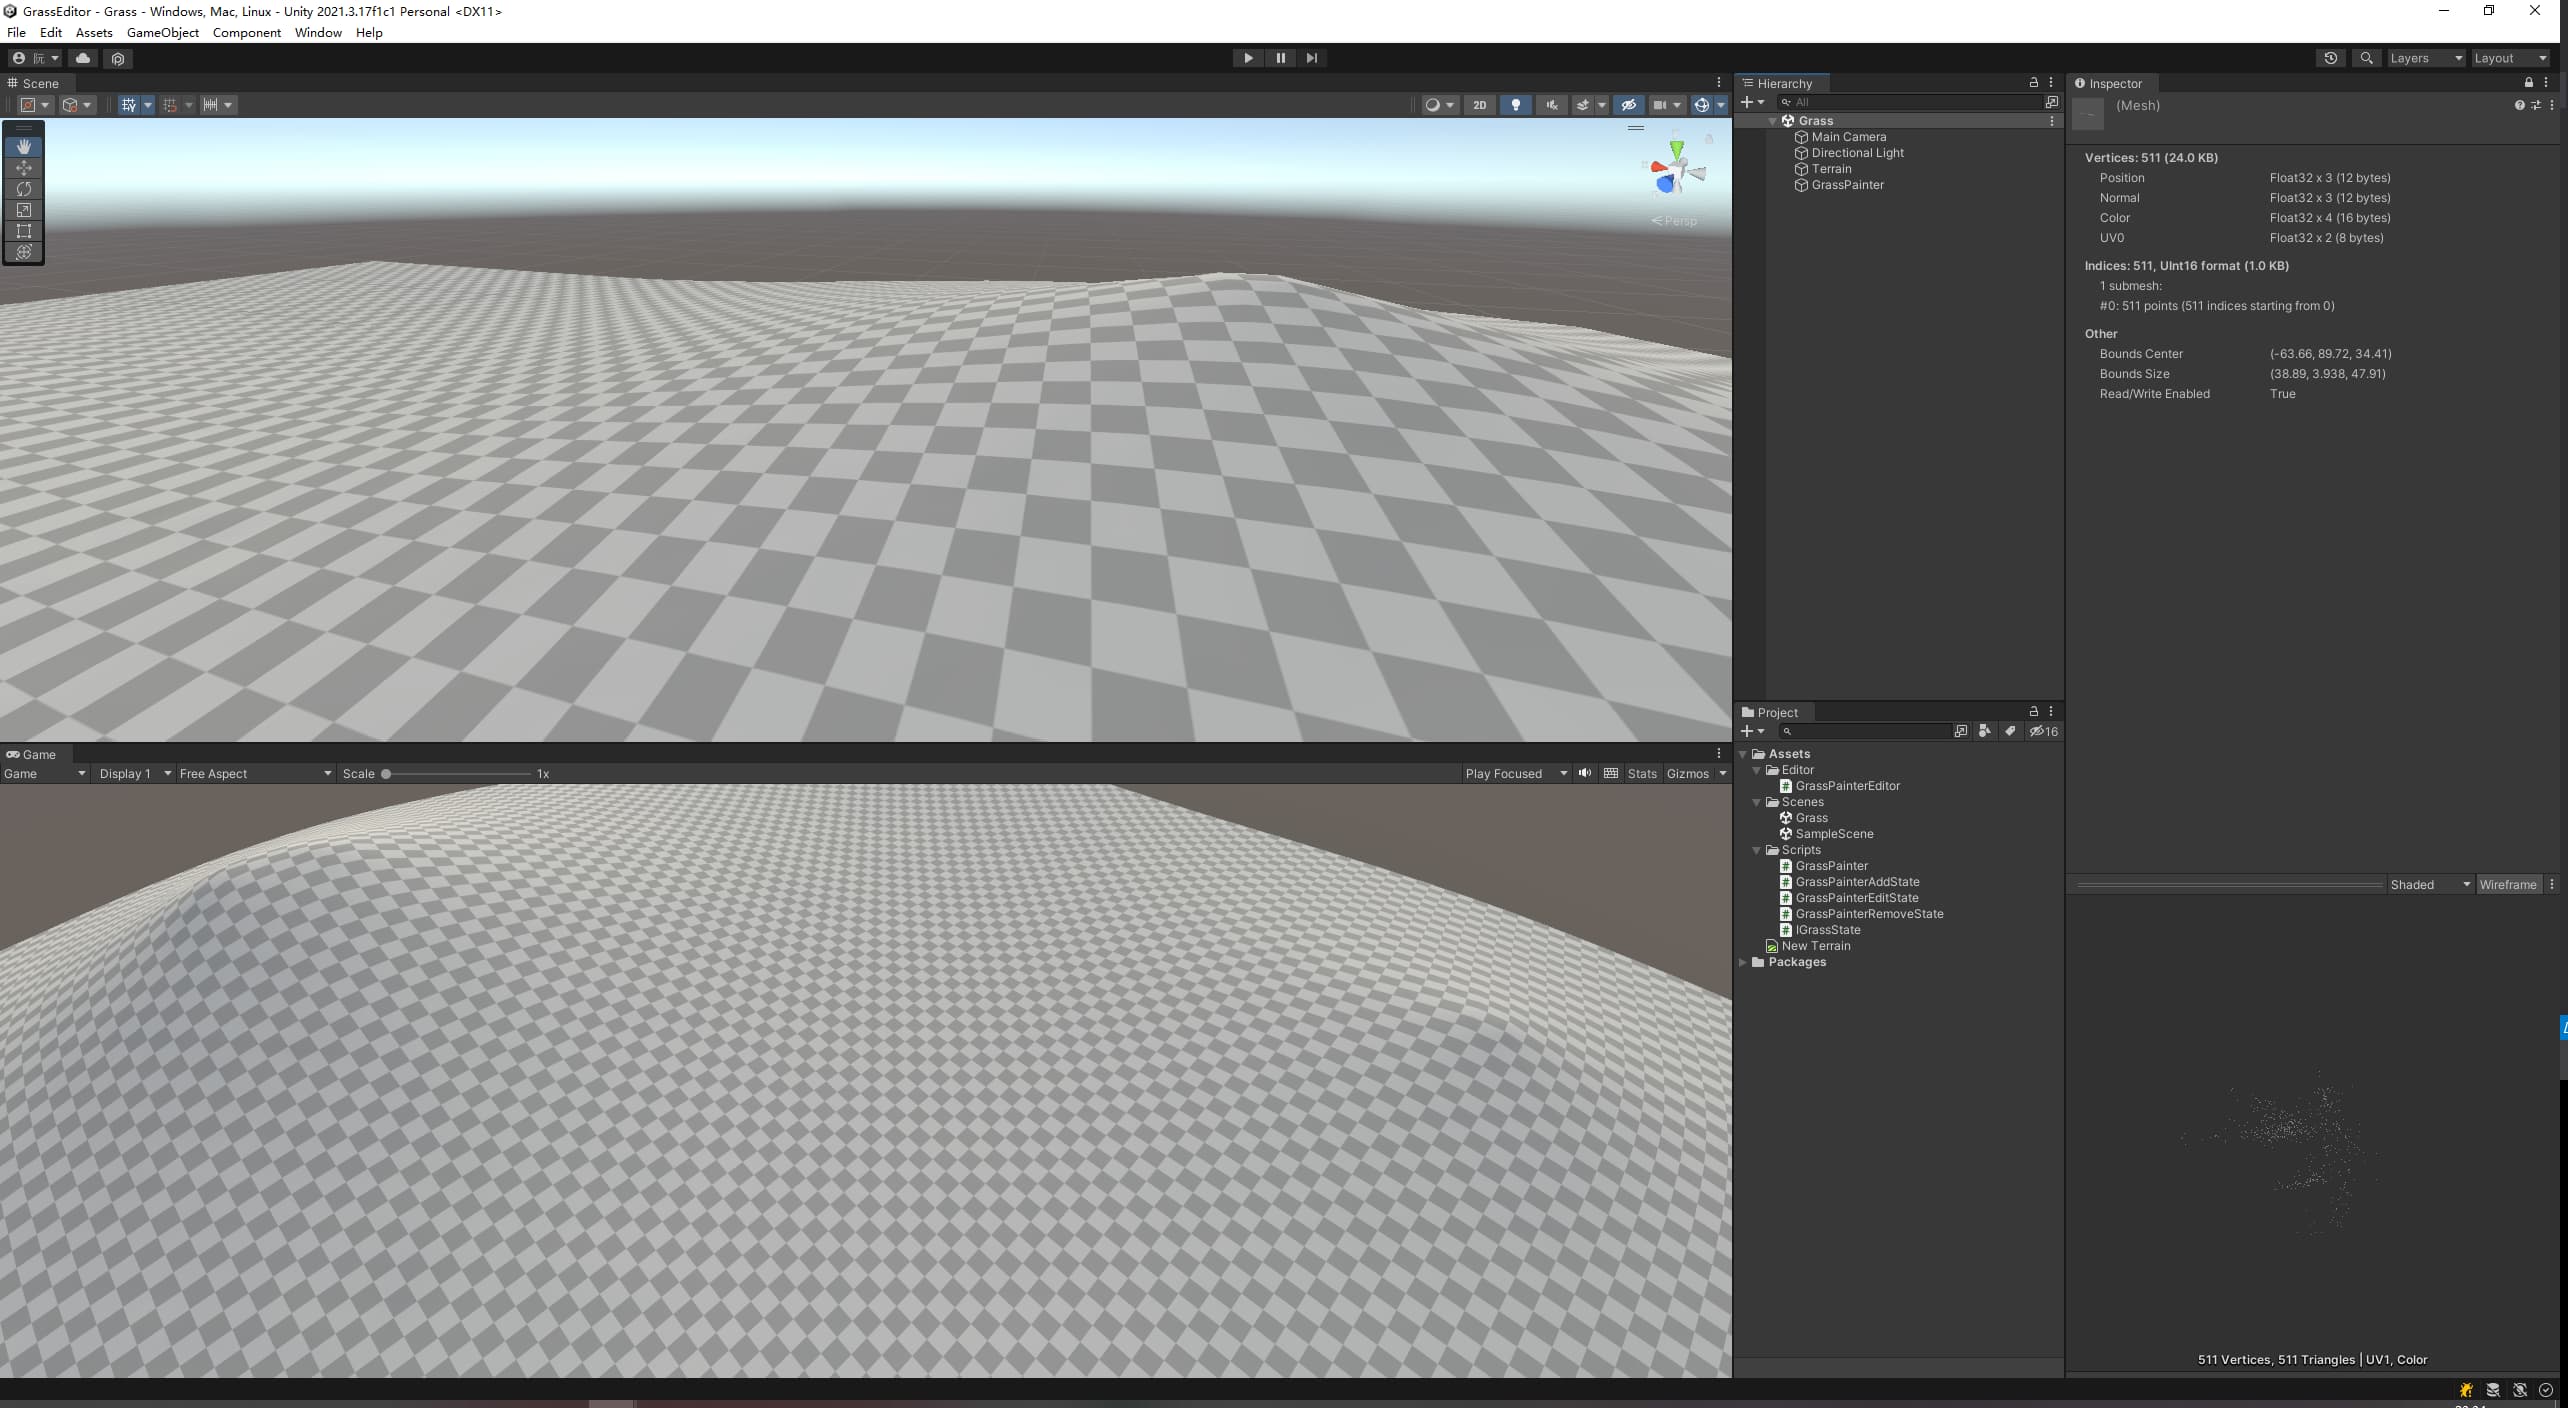 GrassEditor - Grass - Windows, Mac, Linux - Unity 2021.3.17f1c1 Personal <DX11>
File Edit Assets GameObject Component Window Help
阮
Layers
Layout
Scene
2D
Persp
Game
Game
Display 1
Free Aspect
Scale
1x
Play Focused
Stats
Gizmos
Hierarchy
All
Grass
Main Camera
Directional Light
Terrain
GrassPainter
Project
16
Assets
Editor
GrassPainterEditor
Scenes
Grass
SampleScene
Scripts
GrassPainter
GrassPainterAddState
GrassPainterEditState
GrassPainterRemoveState
IGrassState
New Terrain
Packages
Inspector
(Mesh)
Vertices: 511 (24.0 KB)
Position Float32 x 3 (12 bytes)
Normal Float32 x 3 (12 bytes)
Color Float32 x 4 (16 bytes)
UV0 Float32 x 2 (8 bytes)
Indices: 511, UInt16 format (1.0 KB)
1 submesh:
#0: 511 points (511 indices starting from 0)
Other
Bounds Center (-63.66, 89.72, 34.41)
Bounds Size (38.89, 3.938, 47.91)
Read/Write Enabled True
Shaded
Wireframe
511 Vertices, 511 Triangles | UV1, Color